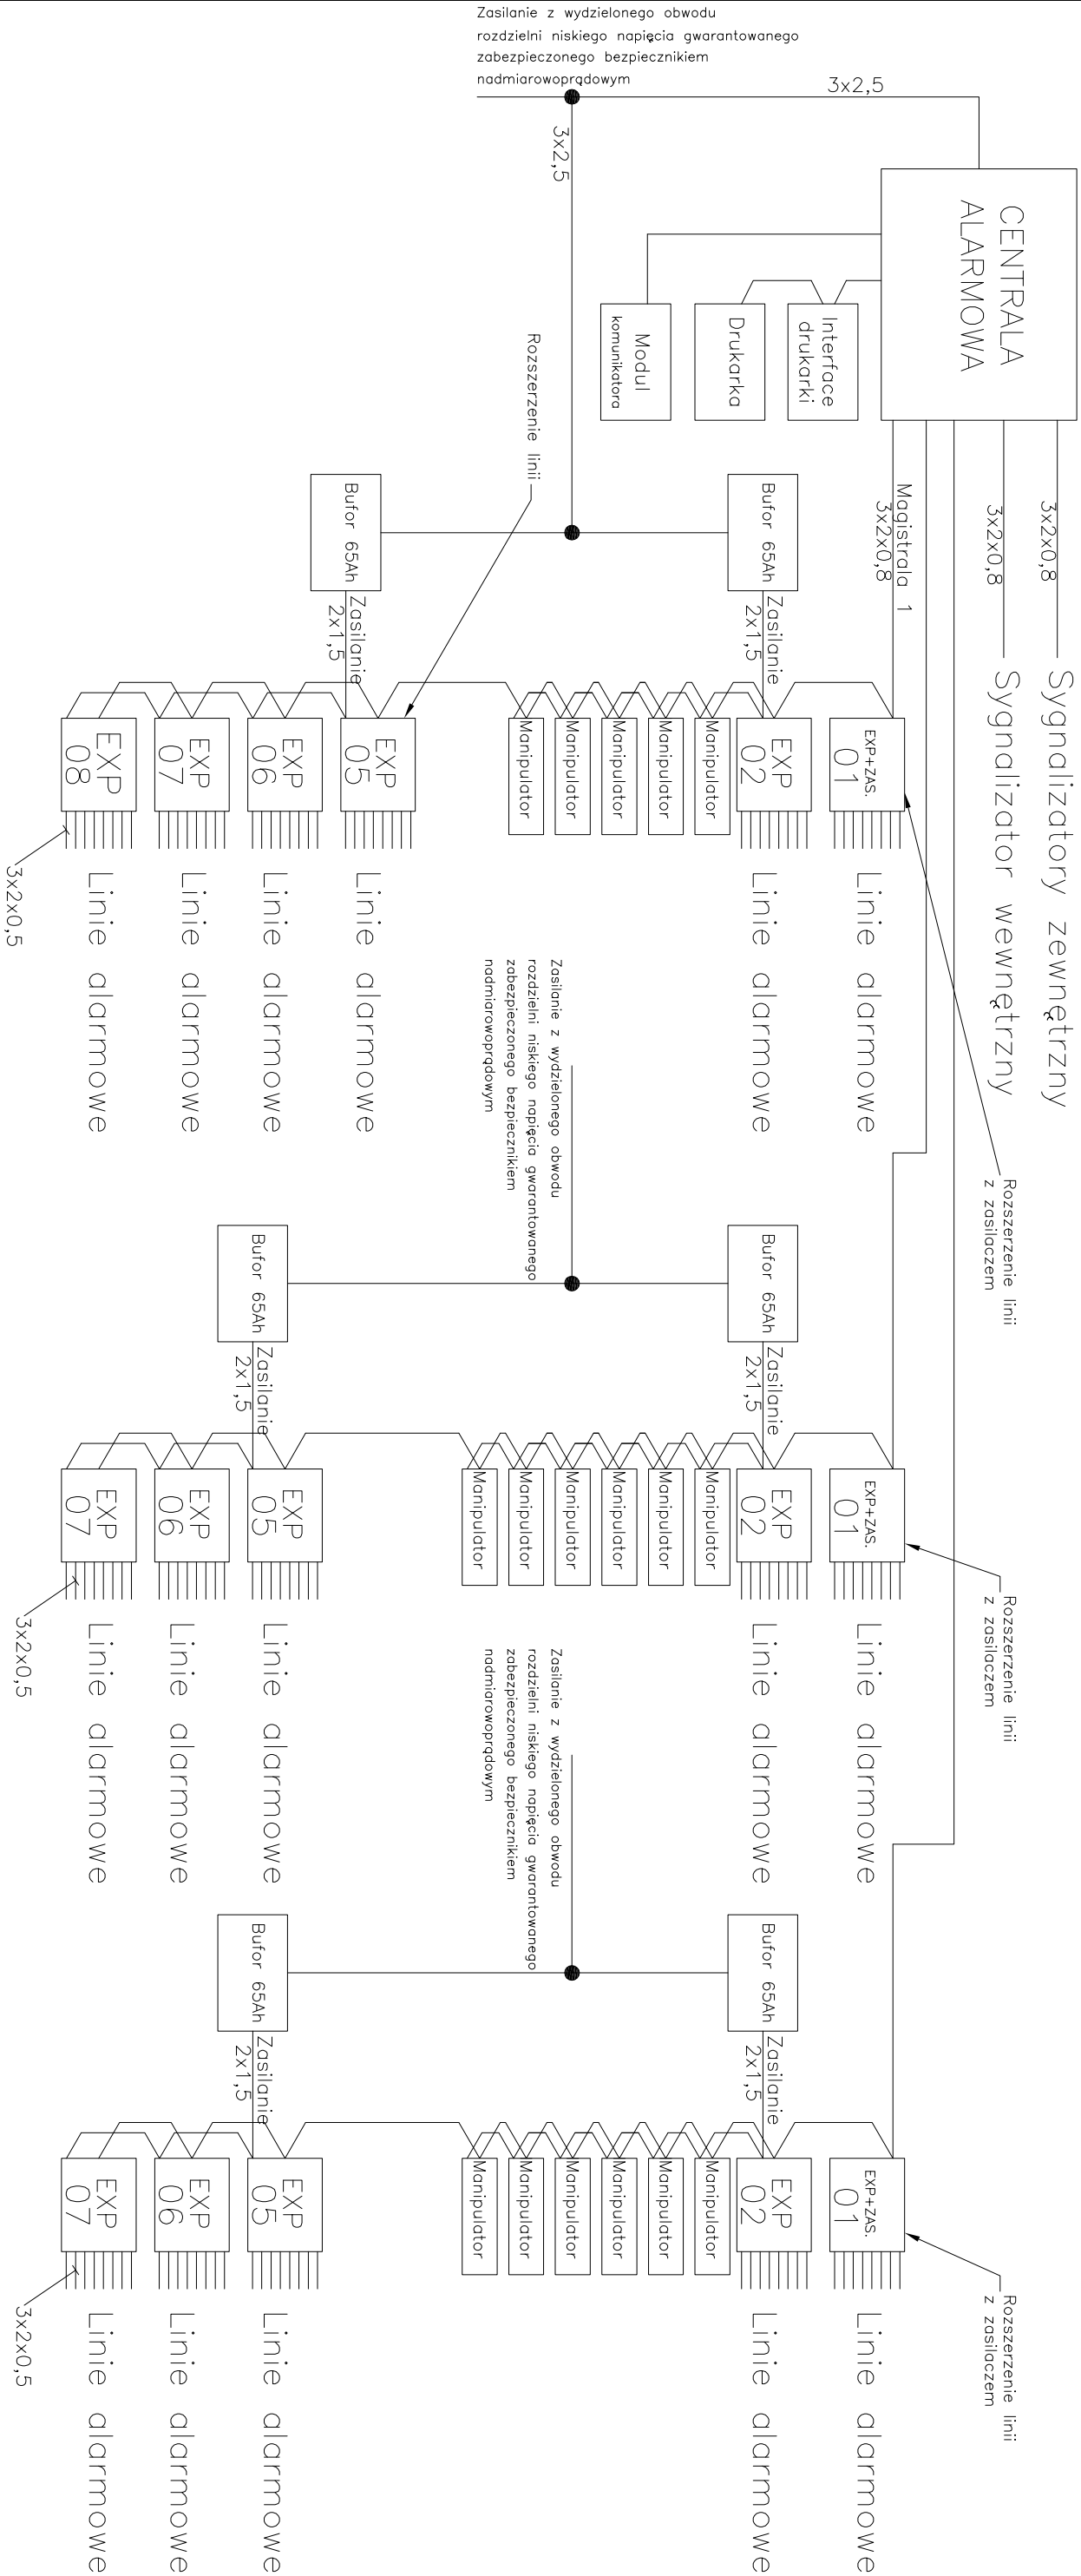 Zasilanie z wydzielonego obwodu
rozdzielni niskiego napięcia gwarantowanego
zabezpieczonego bezpiecznikiem
nadmiarowoprądowym
3x2,5
3x2,5
CENTRALA
ALARMOWA
Interface
drukarki
Drukarka
Moduł
komunikatora
3x2x0,8
Sygnalizatory zewnętrzny
3x2x0,8
Sygnalizator wewnętrzny
Magistrala 1
3x2x0,8
Rozszerzenie linii
Bufor 65Ah
Zasilanie
2x1,5
Bufor 65Ah
Zasilanie
2x1,5
EXP+ZAS.
01
EXP
02
Manipulator
Manipulator
Manipulator
Manipulator
Manipulator
EXP
05
EXP
06
EXP
07
EXP
08
Linie alarmowe
Linie alarmowe
Linie alarmowe
Linie alarmowe
Linie alarmowe
Linie alarmowe
3x2x0,5
Rozszerzenie linii
z zasilaczem
Zasilanie z wydzielonego obwodu
rozdzielni niskiego napięcia gwarantowanego
zabezpieczonego bezpiecznikiem
nadmiarowoprądowym
Bufor 65Ah
Zasilanie
2x1,5
Bufor 65Ah
Zasilanie
2x1,5
EXP+ZAS.
01
EXP
02
Manipulator
Manipulator
Manipulator
Manipulator
Manipulator
Manipulator
EXP
05
EXP
06
EXP
07
Linie alarmowe
Linie alarmowe
Linie alarmowe
Linie alarmowe
Linie alarmowe
3x2x0,5
Rozszerzenie linii
z zasilaczem
Zasilanie z wydzielonego obwodu
rozdzielni niskiego napięcia gwarantowanego
zabezpieczonego bezpiecznikiem
nadmiarowoprądowym
Bufor 65Ah
Zasilanie
2x1,5
Bufor 65Ah
Zasilanie
2x1,5
EXP+ZAS.
01
EXP
02
Manipulator
Manipulator
Manipulator
Manipulator
Manipulator
Manipulator
EXP
05
EXP
06
EXP
07
Linie alarmowe
Linie alarmowe
Linie alarmowe
Linie alarmowe
Linie alarmowe
3x2x0,5
Rozszerzenie linii
z zasilaczem